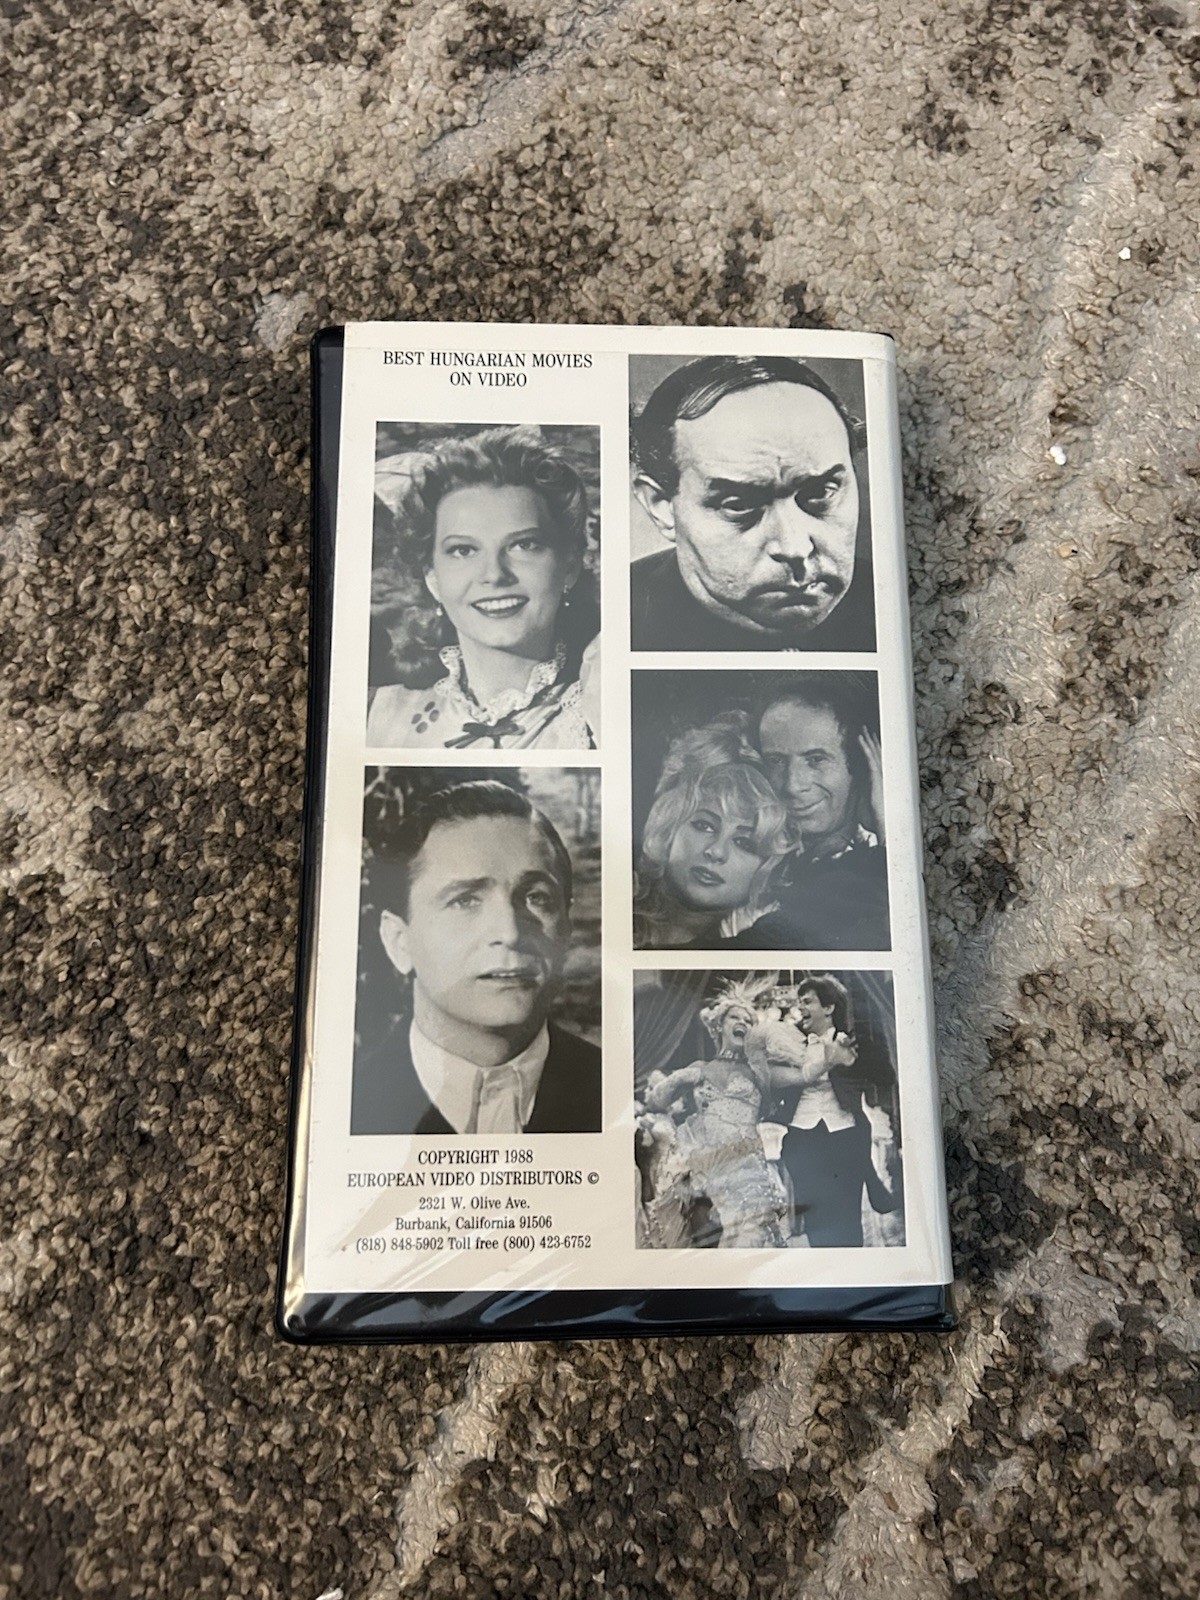 BEST HUNGARIAN MOVIES
ON VIDEO
COPYRIGHT 1988
EUROPEAN VIDEO DISTRIBUTORS ©
2321 W. Olive Ave.
Burbank, California 91506
(818) 848-5902 Toll free (800) 423-6752